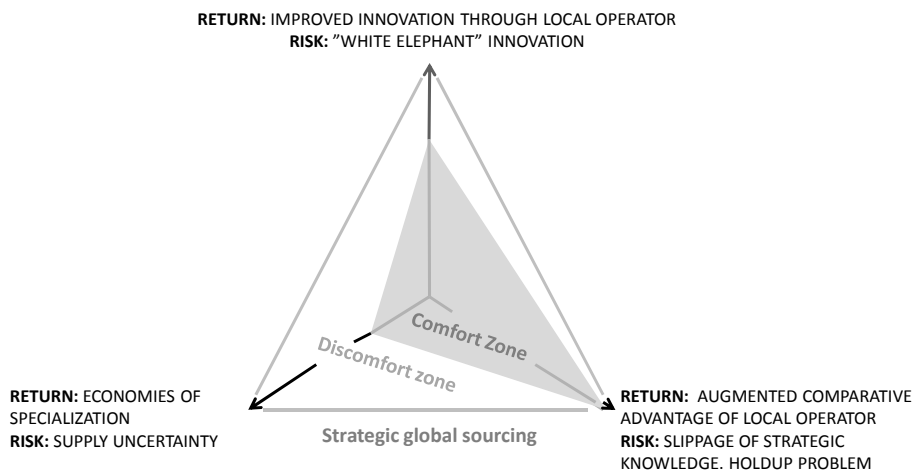 RETURN: IMPROVED INNOVATION THROUGH LOCAL OPERATOR
RISK: ”WHITE ELEPHANT” INNOVATION
Comfort Zone
Discomfort zone
RETURN: ECONOMIES OF
SPECIALIZATION
RISK: SUPPLY UNCERTAINTY
Strategic global sourcing
RETURN: AUGMENTED COMPARATIVE
ADVANTAGE OF LOCAL OPERATOR
RISK: SLIPPAGE OF STRATEGIC
KNOWLEDGE. HOLDUP PROBLEM